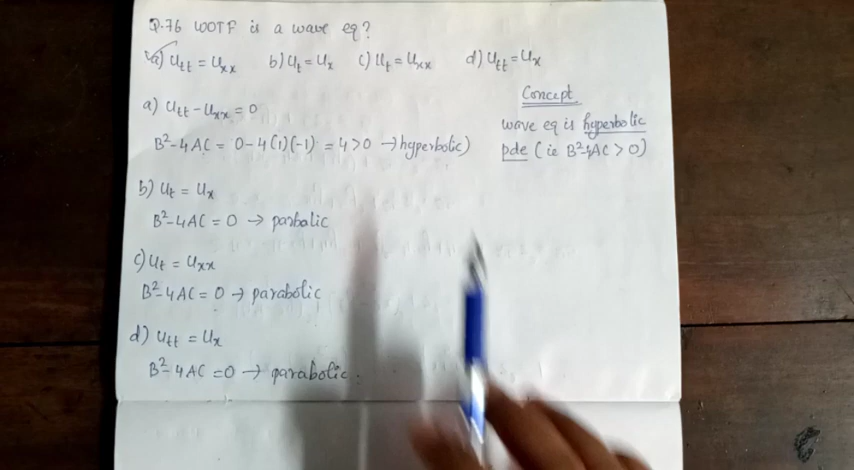 Q.76 WOTF is a wave eq?
a) Utt = Uxx b) Ut = Ux c) Ut = Uxx d) Utt = Ux
a) Utt - Uxx = 0
B²-4AC = 0-4(1)(-1) = 4>0 → hyperbolic)
b) Ut = Ux
B²-4AC = 0 → parbalic
c) Ut = Uxx
B²-4AC = 0 → parabolic
d) Utt = Ux
B²-4AC = 0 → parabolic.
Concept
wave eq is hyperbolic
pde (ie B²-4AC > 0)